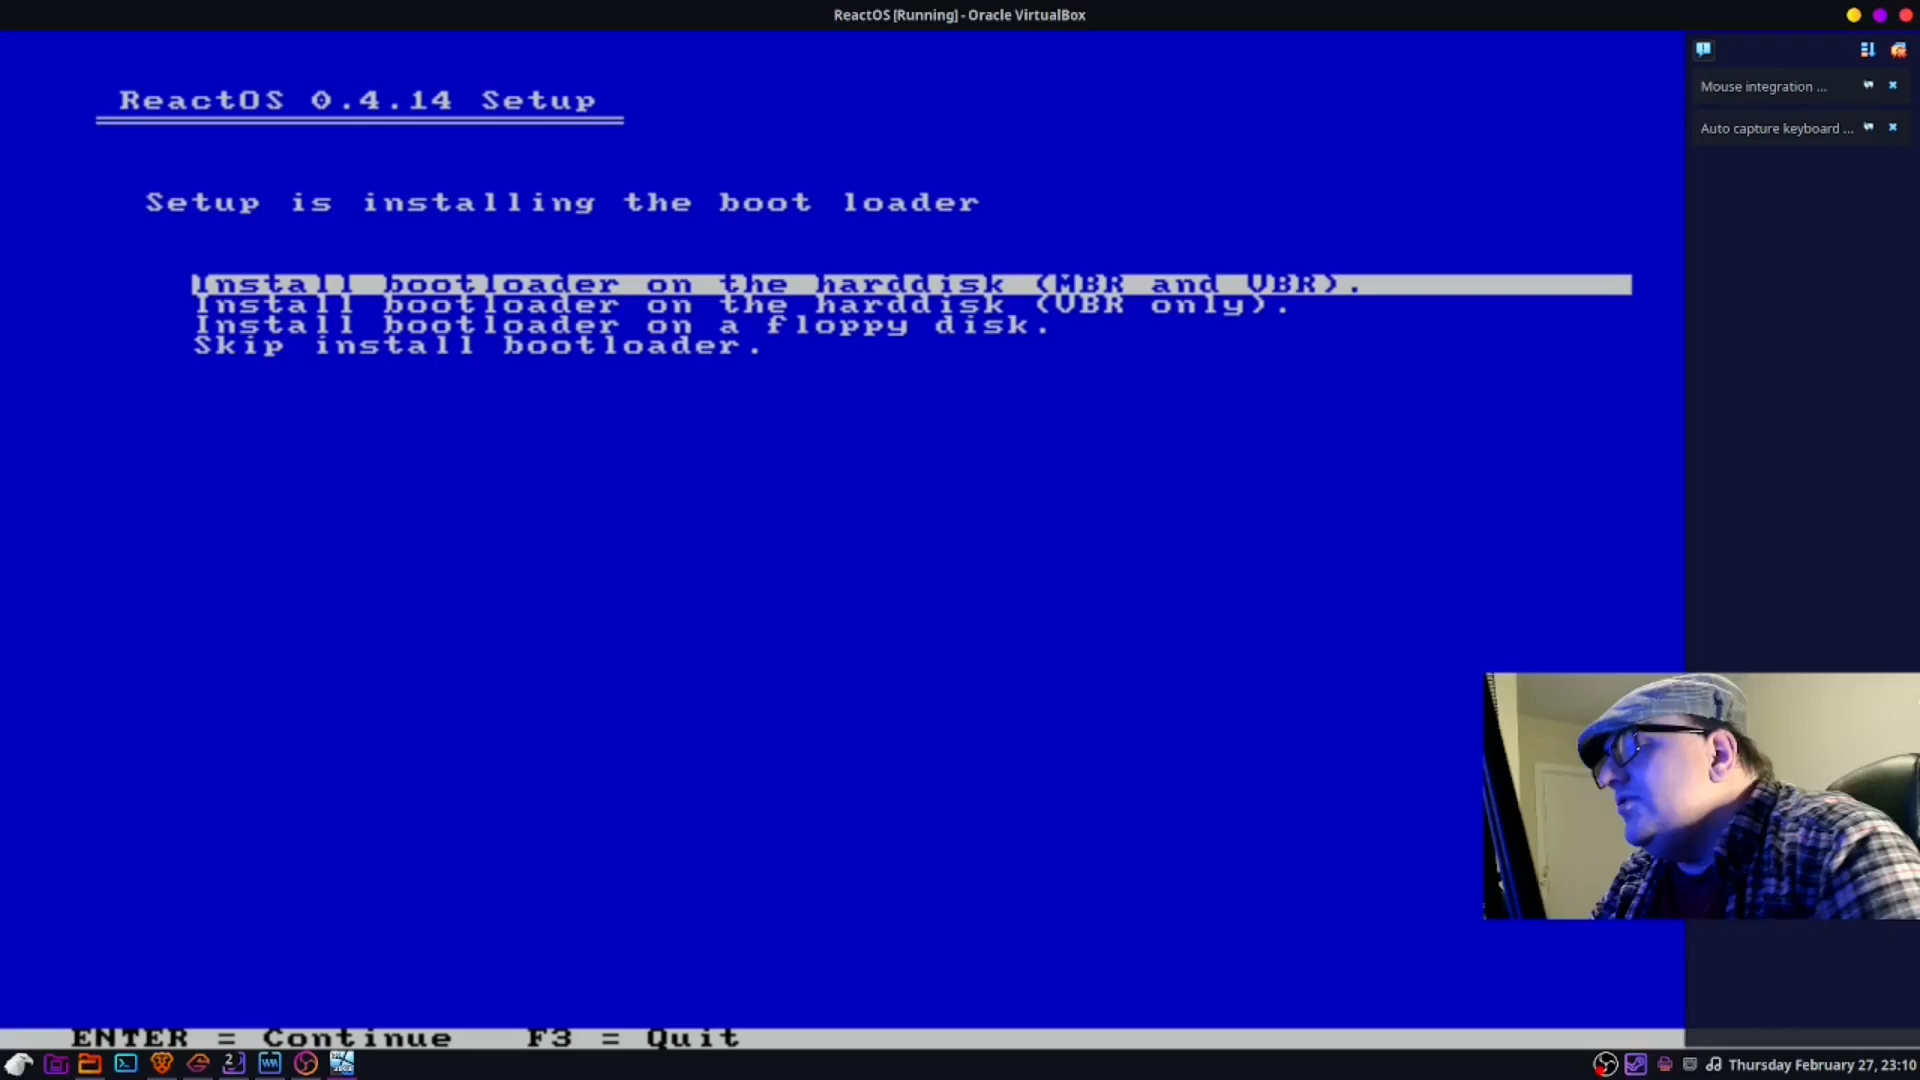 ReactOS [Running] - Oracle VirtualBox
ReactOS 0.4.14 Setup
Setup is installing the boot loader
Install bootloader on the harddisk (MBR and VBR).
Install bootloader on the harddisk (VBR only).
Install bootloader on a floppy disk.
Skip install bootloader.
ENTER = Continue F3 = Quit
Mouse integration ...
Auto capture keyboard ...
Thursday February 27, 23:10